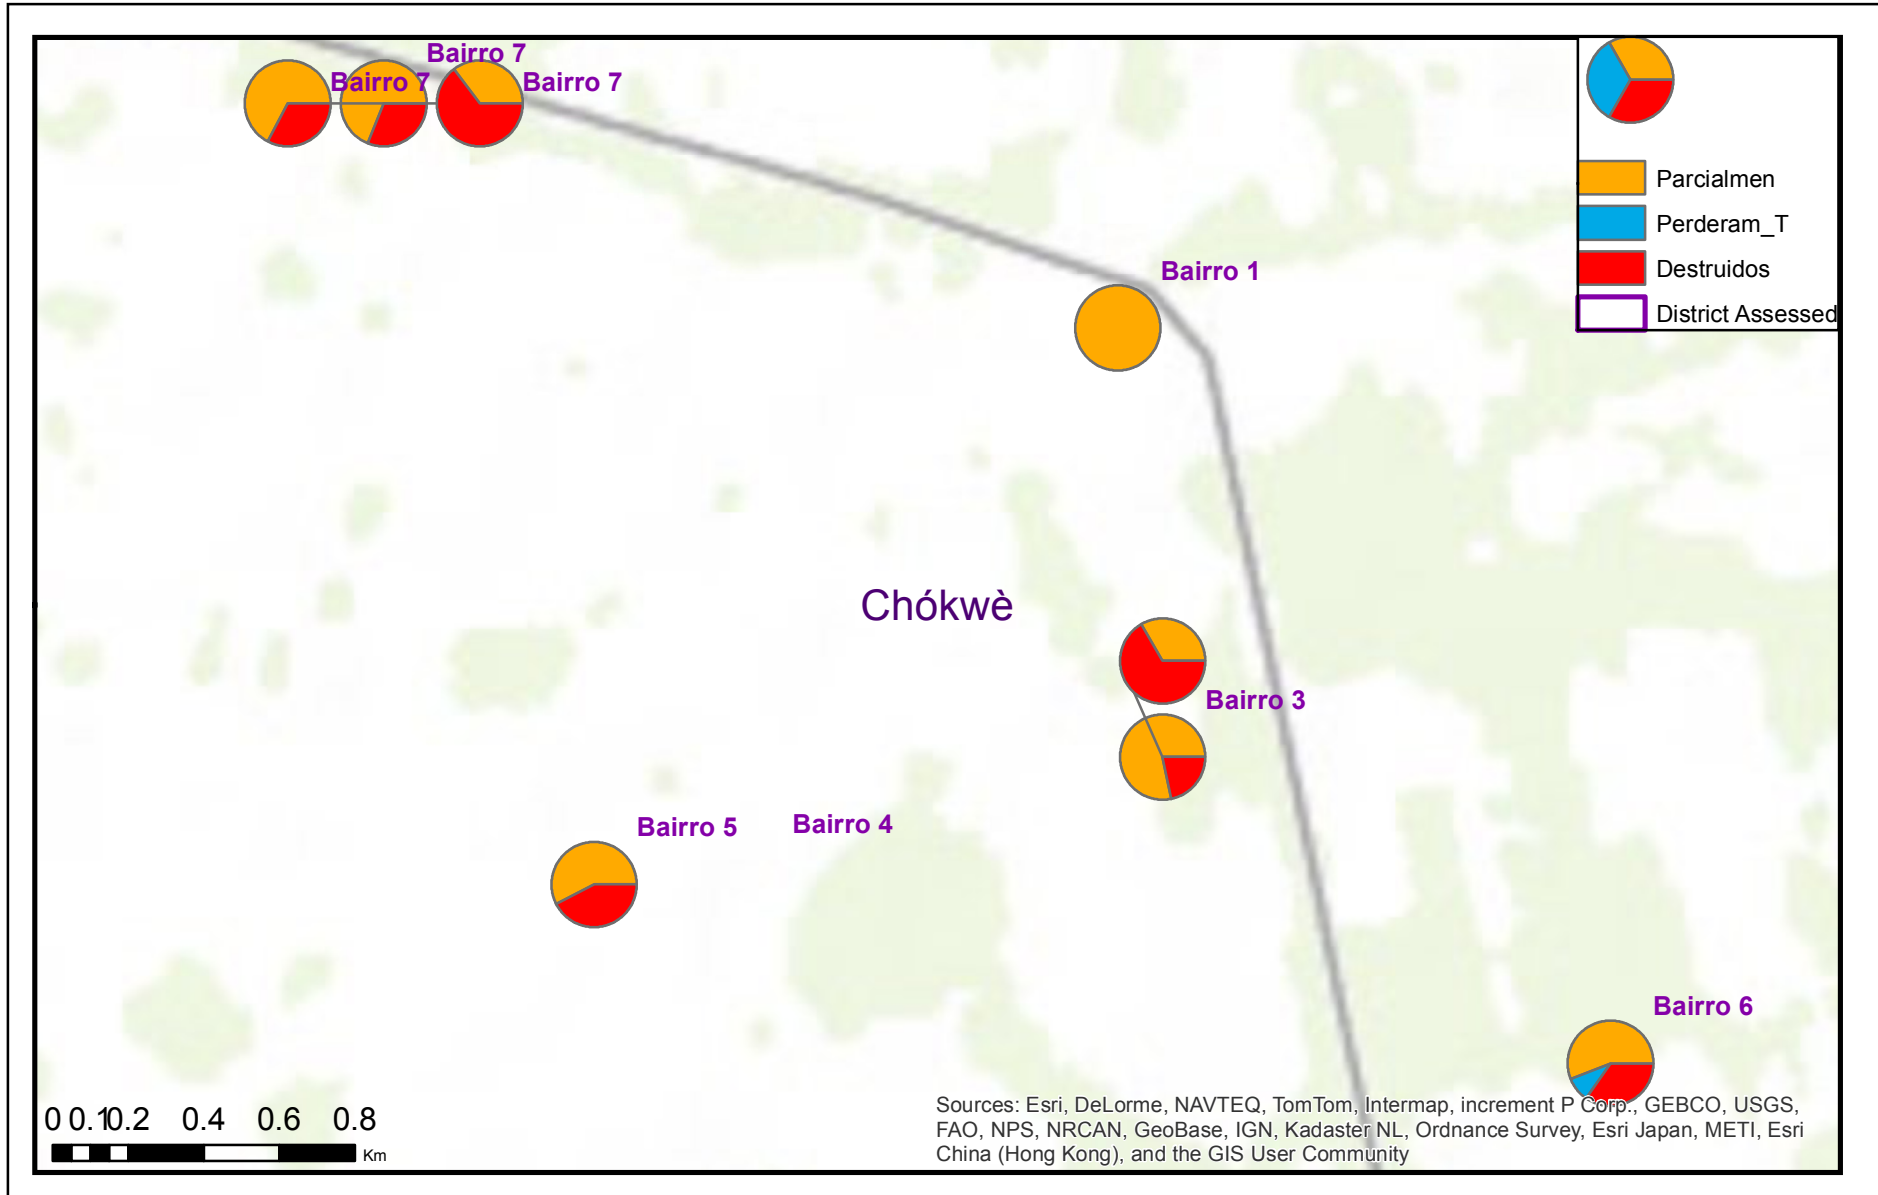 Bairro 7
Bairro 7
Bairro 7
Parcialmen
Perderam_T
Destruidos
District Assessed
Bairro 1
Chókwè
Bairro 3
Bairro 5
Bairro 4
Bairro 6
0 0.10.2 0.4 0.6 0.8
Km
Sources: Esri, DeLorme, NAVTEQ, TomTom, Intermap, increment P Corp., GEBCO, USGS,
FAO, NPS, NRCAN, GeoBase, IGN, Kadaster NL, Ordnance Survey, Esri Japan, METI, Esri
China (Hong Kong), and the GIS User Community